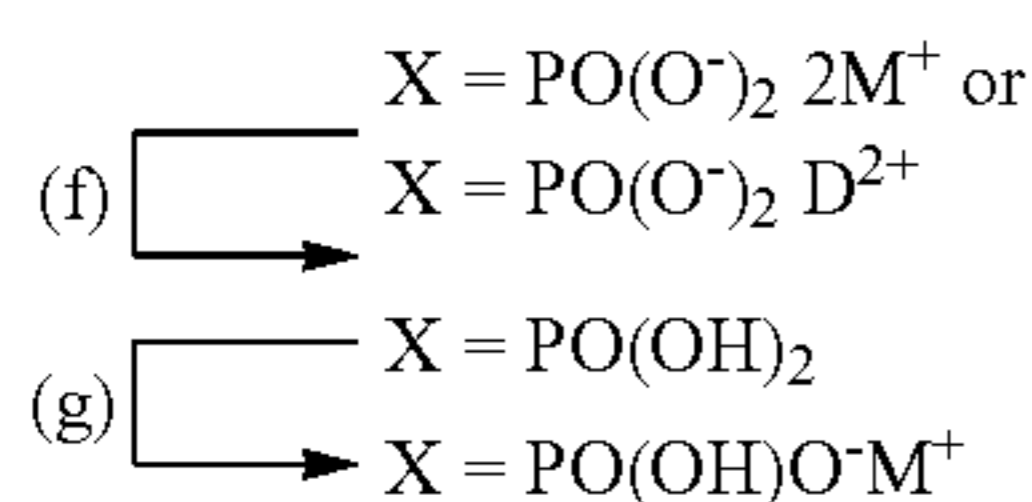 X = PO(O⁻)₂ 2M⁺ or
(f)
X = PO(O⁻)₂ D²⁺
X = PO(OH)₂
(g)
X = PO(OH)O⁻M⁺